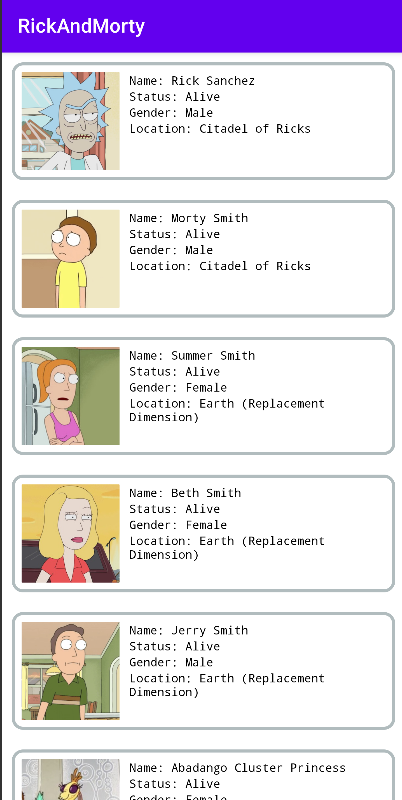 RickAndMorty
Name: Rick Sanchez
Status: Alive
Gender: Male
Location: Citadel of Ricks
Name: Morty Smith
Status: Alive
Gender: Male
Location: Citadel of Ricks
Name: Summer Smith
Status: Alive
Gender: Female
Location: Earth (Replacement
Dimension)
Name: Beth Smith
Status: Alive
Gender: Female
Location: Earth (Replacement
Dimension)
Name: Jerry Smith
Status: Alive
Gender: Male
Location: Earth (Replacement
Dimension)
Name: Abadango Cluster Princess
Status: Alive
Gender: Female